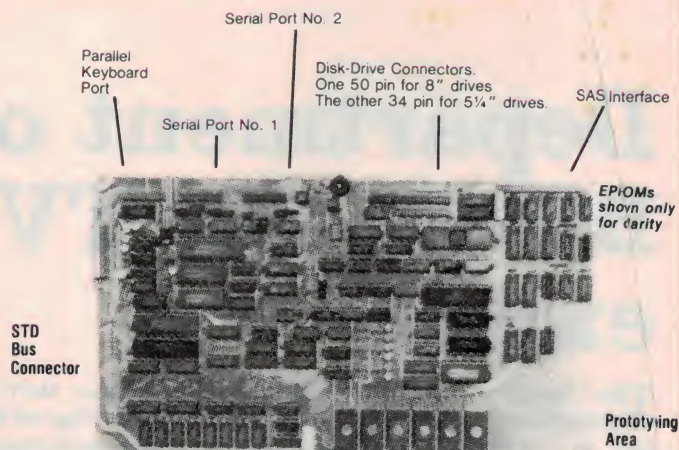 Serial Port No. 2
Parallel
Keyboard
Port
Disk-Drive Connectors.
One 50 pin for 8" drives
The other 34 pin for 5¼" drives.
SAS Interface
Serial Port No. 1
EPIOMs
shown only
for clarity
STD
Bus
Connector
Prototyping
Area